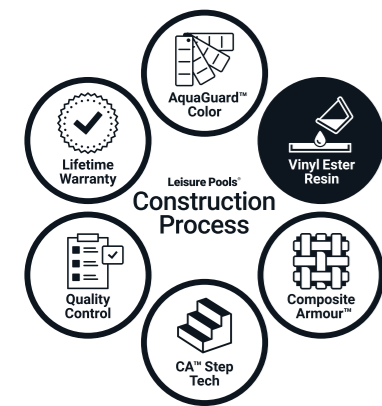 AquaGuard™
Color
Lifetime
Warranty
Vinyl Ester
Resin
Leisure Pools®
Construction
Process
Quality
Control
Composite
Armour™
CA™ Step
Tech